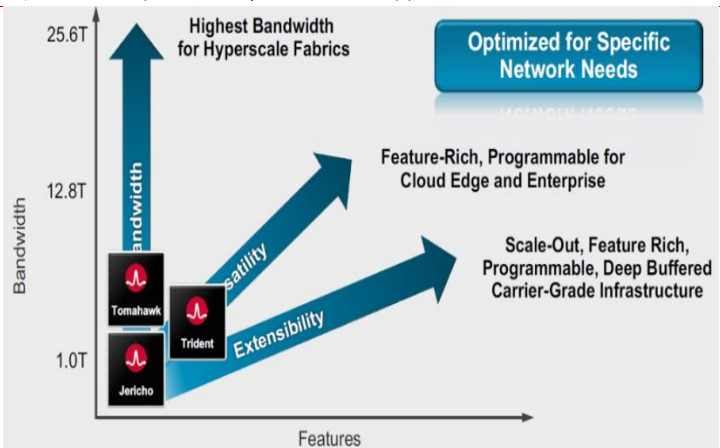 25.6T
Highest Bandwidth
for Hyperscale Fabrics
Optimized for Specific
Network Needs
Feature-Rich, Programmable for
Cloud Edge and Enterprise
12.8T
Bandwidth
andwidth
satility
Scale-Out, Feature Rich,
Programmable, Deep Buffered
Carrier-Grade Infrastructure
Tomahawk
Trident
Extensibility
1.0T
Jericho
Features